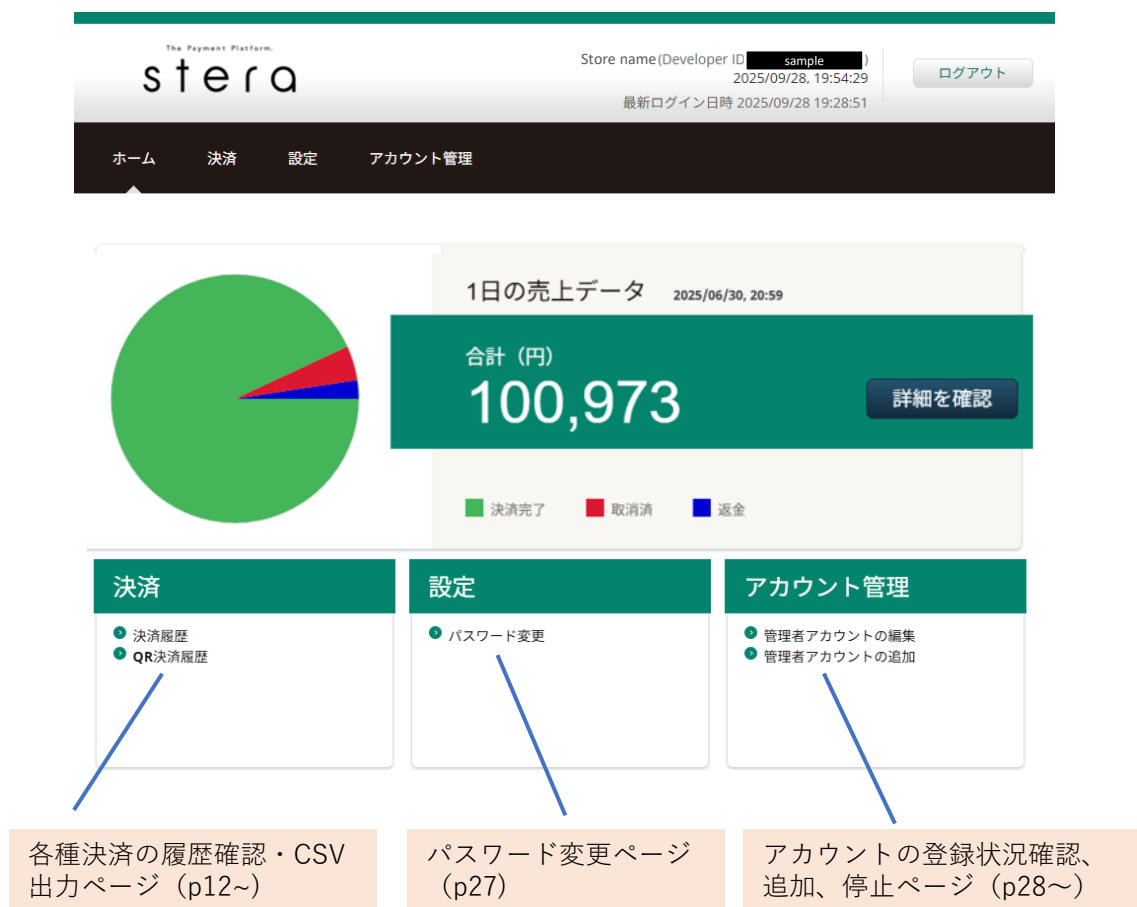 The Payment Platform.
stera
Store name(Developer ID sample )
2025/09/28, 19:54:29
最新ログイン日時 2025/09/28 19:28:51
ログアウト
ホーム 決済 設定 アカウント管理
1日の売上データ 2025/06/30, 20:59
合計（円）
100,973
詳細を確認
決済完了 取消済 返金
決済
決済履歴
QR決済履歴
設定
パスワード変更
アカウント管理
管理者アカウントの編集
管理者アカウントの追加
各種決済の履歴確認・CSV
出力ページ（p12~）
パスワード変更ページ
（p27）
アカウントの登録状況確認、
追加、停止ページ（p28～）